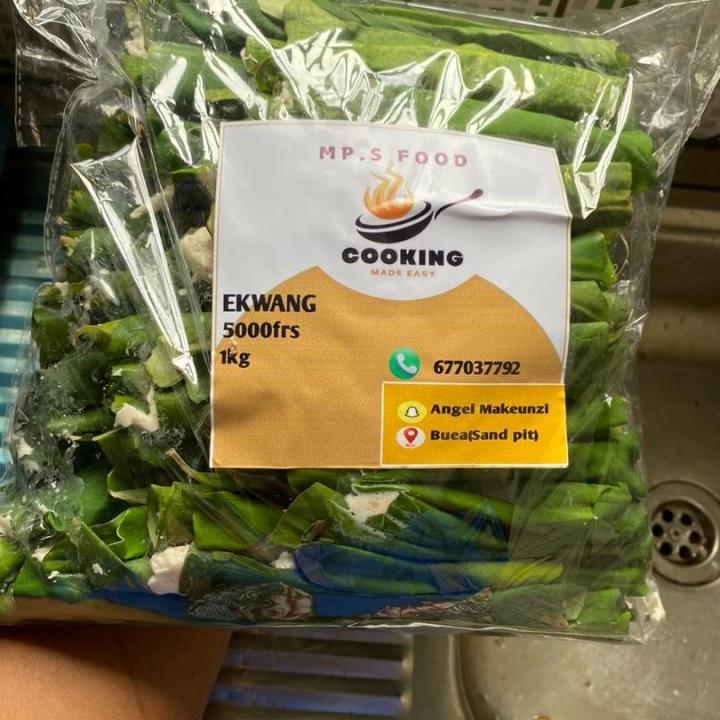 MP.S FOOD
COOKING
MADE EASY
EKWANG
5000frs
1kg
677037792
Angel Makeunzi
Buea(Sand pit)